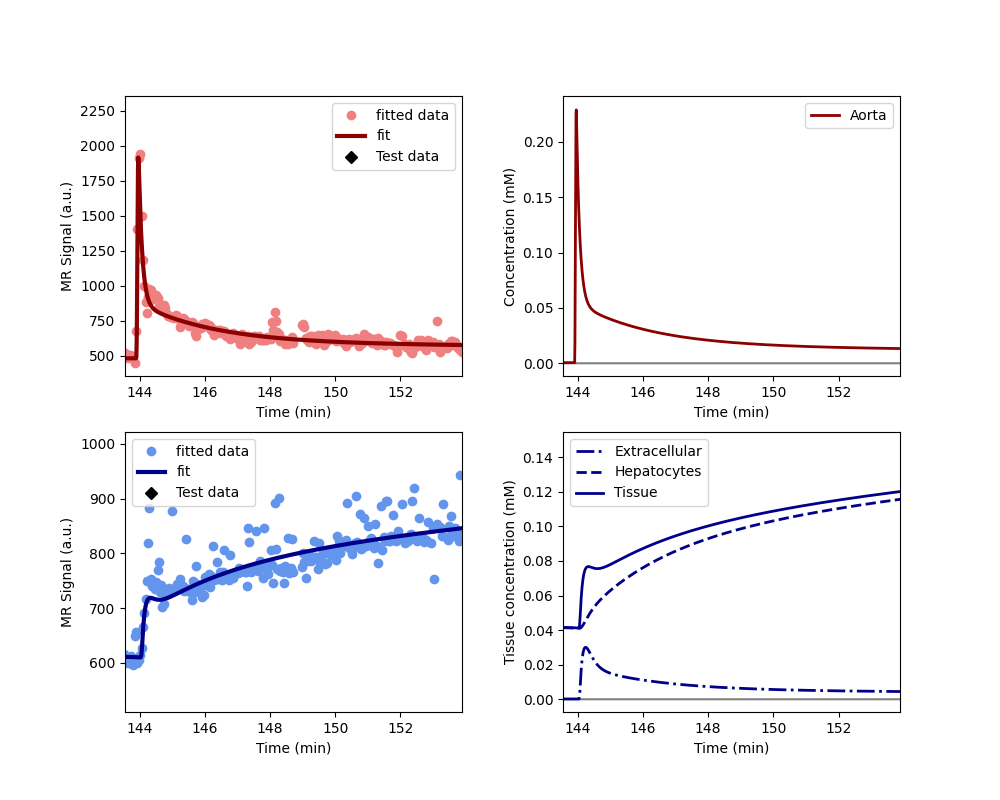 2250
2000
1750
1500
1250
1000
750
500
MR Signal (a.u.)
fitted data
fit
Test data
144 146 148 150 152
Time (min)
0.20
0.15
0.10
0.05
0.00
Concentration (mM)
Aorta
144 146 148 150 152
Time (min)
1000
900
800
700
600
MR Signal (a.u.)
fitted data
fit
Test data
144 146 148 150 152
Time (min)
0.14
0.12
0.10
0.08
0.06
0.04
0.02
0.00
Tissue concentration (mM)
Extracellular
Hepatocytes
Tissue
144 146 148 150 152
Time (min)